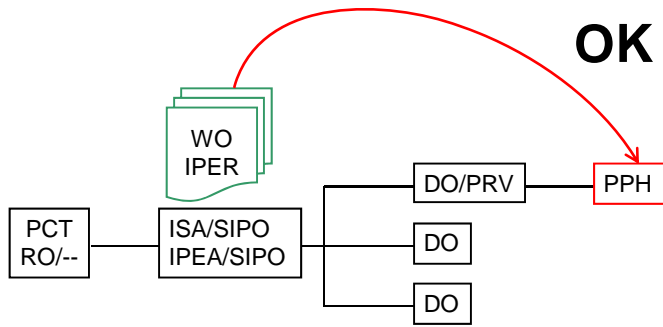 OK
WO
IPER
DO/PRV
PPH
PCT
RO/--
ISA/SIPO
IPEA/SIPO
DO
DO